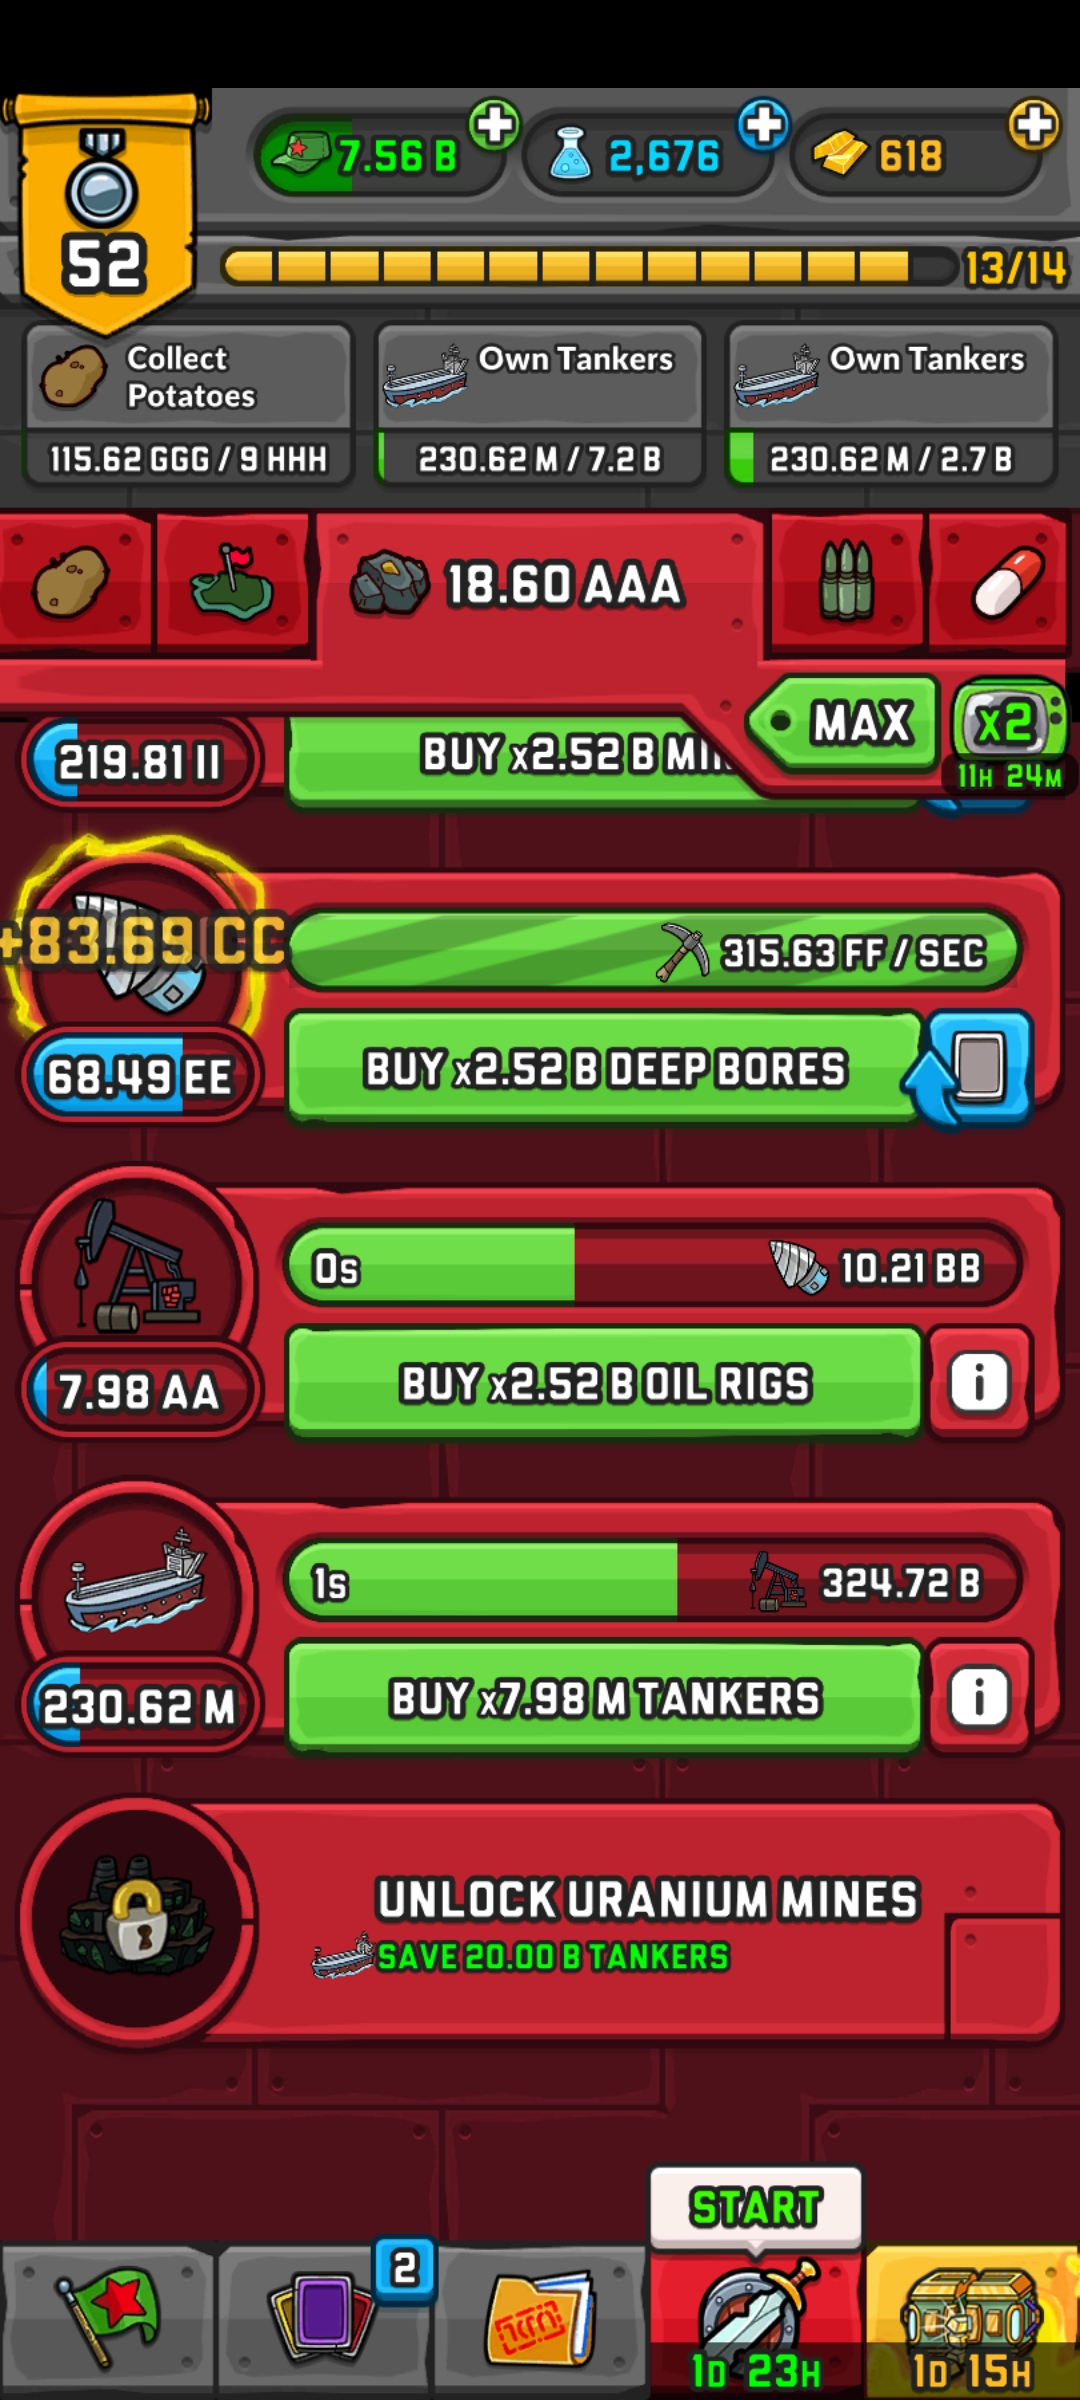 7.56 B
2,676
618
52
13/14
Collect
Potatoes
115.62 GGG / 9 HHH
Own Tankers
230.62 M / 7.2 B
Own Tankers
230.62 M / 2.7 B
18.60 AAA
MAX
x2
11H 24M
219.81 II
BUY x2.52 B
+83.69 CC
315.63 FF / SEC
68.49 EE
BUY x2.52 B DEEP BORES
0s
10.21 BB
7.98 AA
BUY x2.52 B OIL RIGS
i
1s
324.72 B
230.62 M
BUY x7.98 M TANKERS
i
UNLOCK URANIUM MINES
SAVE 20.00 B TANKERS
START
2
1D 23H
1D 15H